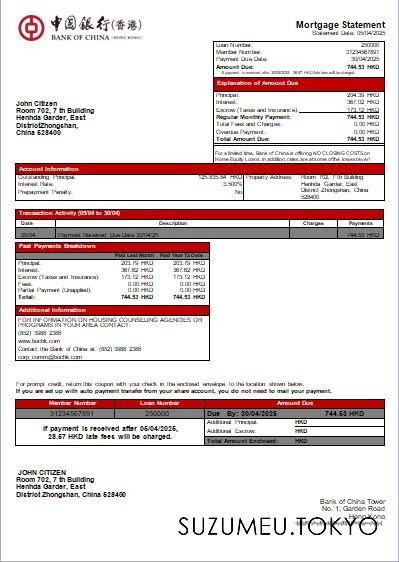 中国银行(香港)
BANK OF CHINA (HONG KONG)
Mortgage Statement
Statement Date: 05/04/2025
Loan Number: 250000
Member Number: 31234567891
Payment Due Date: 30/04/2025
Amount Due: 744.53 HKD
If payment is received after 30/04/2025, 28.57 HKD late fees will be charged.
Explanation of Amount Due
Principal: 204.39 HKD
Interest: 367.02 HKD
Escrow (Taxes and Insurance): 173.12 HKD
Regular Monthly Payment: 744.53 HKD
Total Fees and Charges: 0.00 HKD
Overdue Payment: 0.00 HKD
Total Amount Due: 744.53 HKD
For a limited time, Bank of China is offering NO CLOSING COSTS on
Home Equity Loans. In addition, rates are at some of the lowest ever!
John Citizen
Room 702, 7 th Building
Henhda Garder, East
DistrictZhongshan,
China 528400
Account Information
Outstanding Principal: 125,835.84 HKD
Interest Rate: 3.500%
Prepayment Penalty: No
Property Address: Room 702, 7 th Building
Henhda Garder, East
District Zhongshan, China
528400
Transaction Activity (05/04 to 30/04)
Date Description Charges Payments
05/04 Payment Received Due Date 30/04/25 744.53 HKD
Past Payments Breakdown
Paid Last Month Paid Year To Date
Principal: 203.79 HKD 203.79 HKD
Interest: 367.62 HKD 367.62 HKD
Escrow (Taxes and Insurance): 173.12 HKD 173.12 HKD
Fees: 0.00 HKD 0.00 HKD
Partial Payment (Unapplied): 0.00 HKD 0.00 HKD
Total: 744.53 HKD 744.53 HKD
Additional Information
FOR INFORMATION ON HOUSING COUNSELING AGENCIES OR
PROGRAMS IN YOUR AREA CONTACT:
(852) 3988 2388
www.bochk.com
Contact the Bank of China at: (852) 3988 2388
corp_comm@bochk.com
For prompt credit, return this coupon with your check in the enclosed envelope to the location shown below.
If you are set up with auto payment transfer from your share account, you do not need to mail your payment.
Member Number Loan Number Amount Due
31234567891 250000 Due By: 30/04/2025 744.53 HKD
If payment is received after 05/04/2025,
28.57 HKD late fees will be charged.
Additional Principal: HKD
Additional Escrow: HKD
Total Amount Enclosed: HKD
JOHN CITIZEN
Room 702, 7 th Building
Henhda Garder, East
District Zhongshan, China 528400
Bank of China Tower
No. 1, Garden Road
Hong Kong
SUZUMEU.TOKYO